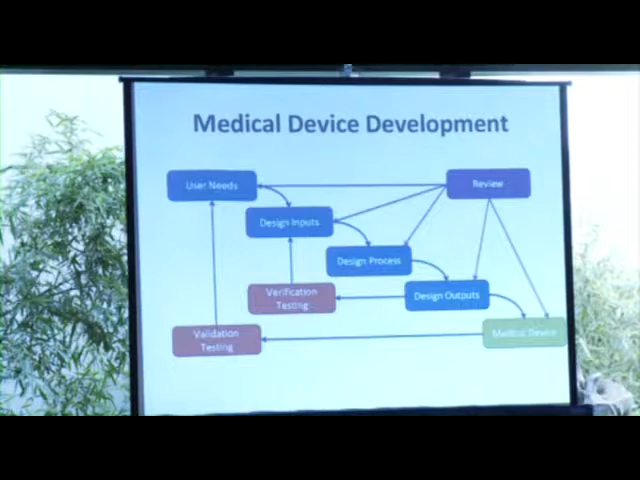 Medical Device Development
User Needs
Review
Design Inputs
Design Process
Verification
Testing
Design Outputs
Validation
Testing
Medical Device